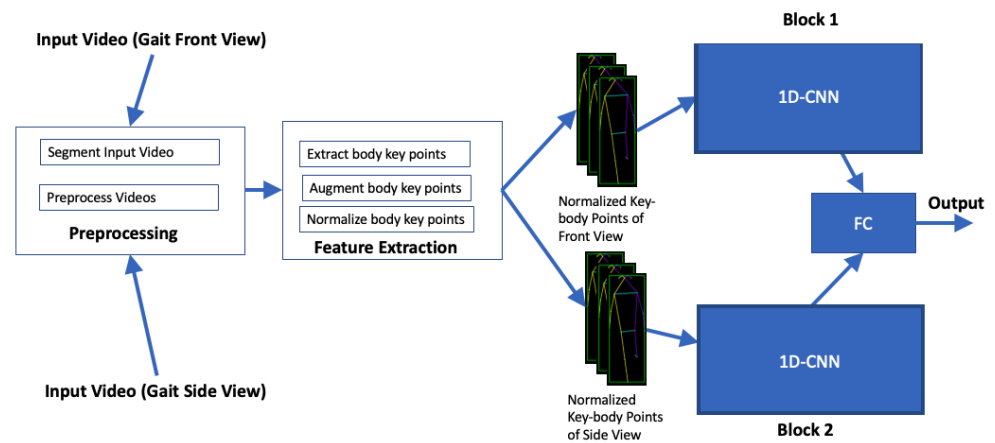 Input Video (Gait Front View)
Segment Input Video
Preprocess Videos
Preprocessing
Input Video (Gait Side View)
Extract body key points
Augment body key points
Normalize body key points
Feature Extraction
Normalized Key-
body Points of
Front View
Normalized
Key-body Points
of Side View
Block 1
1D-CNN
FC
Output
1D-CNN
Block 2